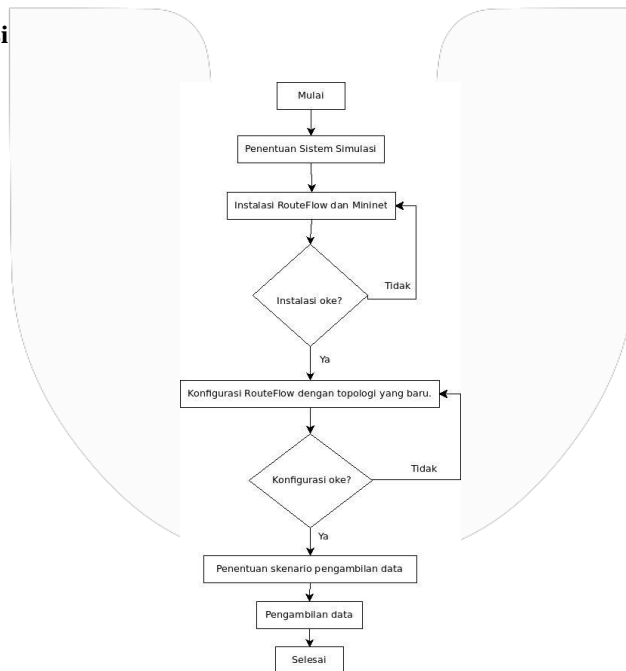 Mulai
Penentuan Sistem Simulasi
Instalasi RouteFlow dan Mininet
Instalasi oke?
Tidak
Ya
Konfigurasi RouteFlow dengan topologi yang baru.
Konfigurasi oke?
Tidak
Ya
Penentuan skenario pengambilan data
Pengambilan data
Selesai